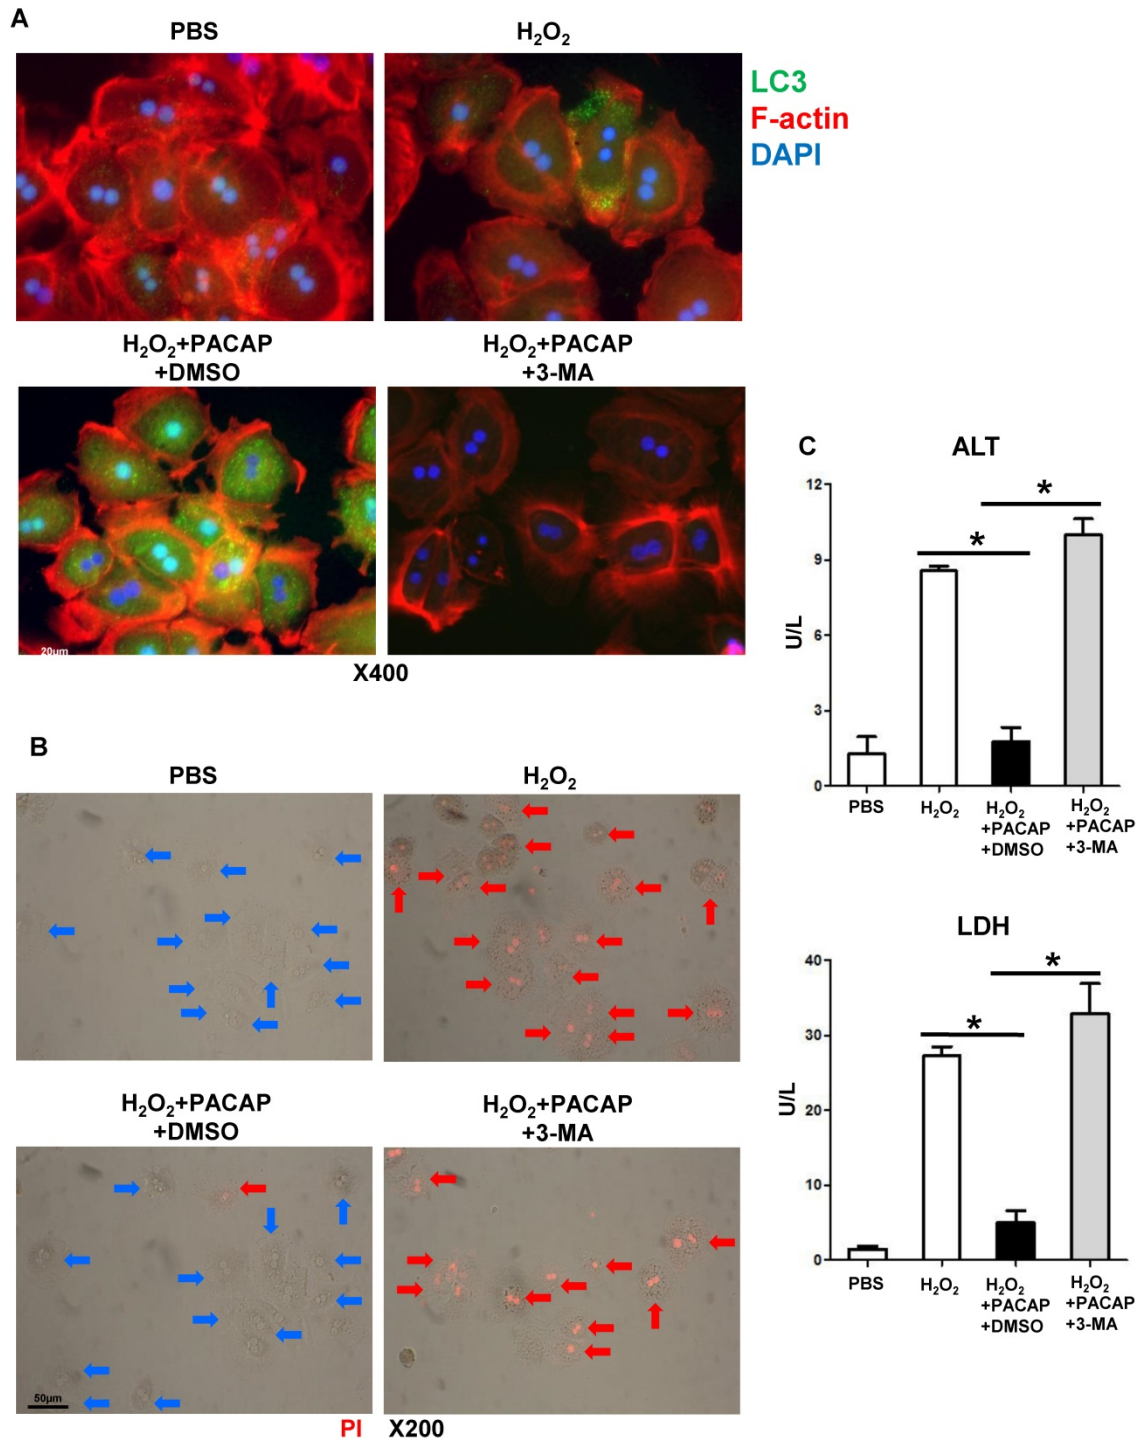 A
PBS
H₂O₂
LC3
F-actin
DAPI
H₂O₂+PACAP
+DMSO
H₂O₂+PACAP
+3-MA
20um
X400
B
PBS
H₂O₂
H₂O₂+PACAP
+DMSO
H₂O₂+PACAP
+3-MA
50µm
PI
X200
C
ALT
12
9
6
3
0
U/L
*
*
PBS
H₂O₂
H₂O₂
+PACAP
+DMSO
H₂O₂
+PACAP
+3-MA
LDH
40
30
20
10
0
U/L
*
*
PBS
H₂O₂
H₂O₂
+PACAP
+DMSO
H₂O₂
+PACAP
+3-MA